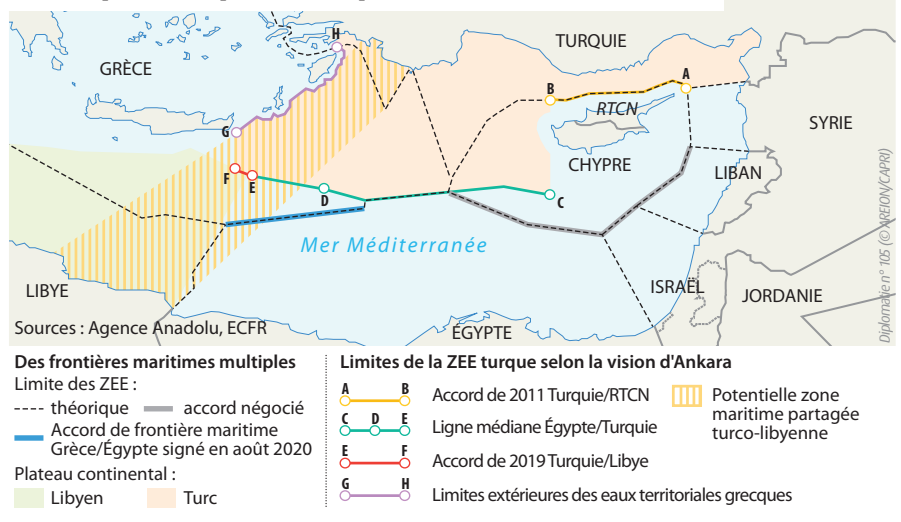 H
TURQUIE
GRÈCE
A
B
RTCN
SYRIE
G
CHYPRE
F
E
LIBAN
D
C
Mer Méditerranée
LIBYE
ISRAËL
JORDANIE
Sources : Agence Anadolu, ECFR
ÉGYPTE
Diplomatie n° 105 (© AREION/CAPRI)
Des frontières maritimes multiples
Limite des ZEE :
théorique
accord négocié
Accord de frontière maritime
Grèce/Égypte signé en août 2020
Plateau continental :
Libyen
Turc
Limites de la ZEE turque selon la vision d'Ankara
A B
Accord de 2011 Turquie/RTCN
C D E
Ligne médiane Égypte/Turquie
E F
Accord de 2019 Turquie/Libye
G H
Limites extérieures des eaux territoriales grecques
Potentielle zone
maritime partagée
turco-libyenne